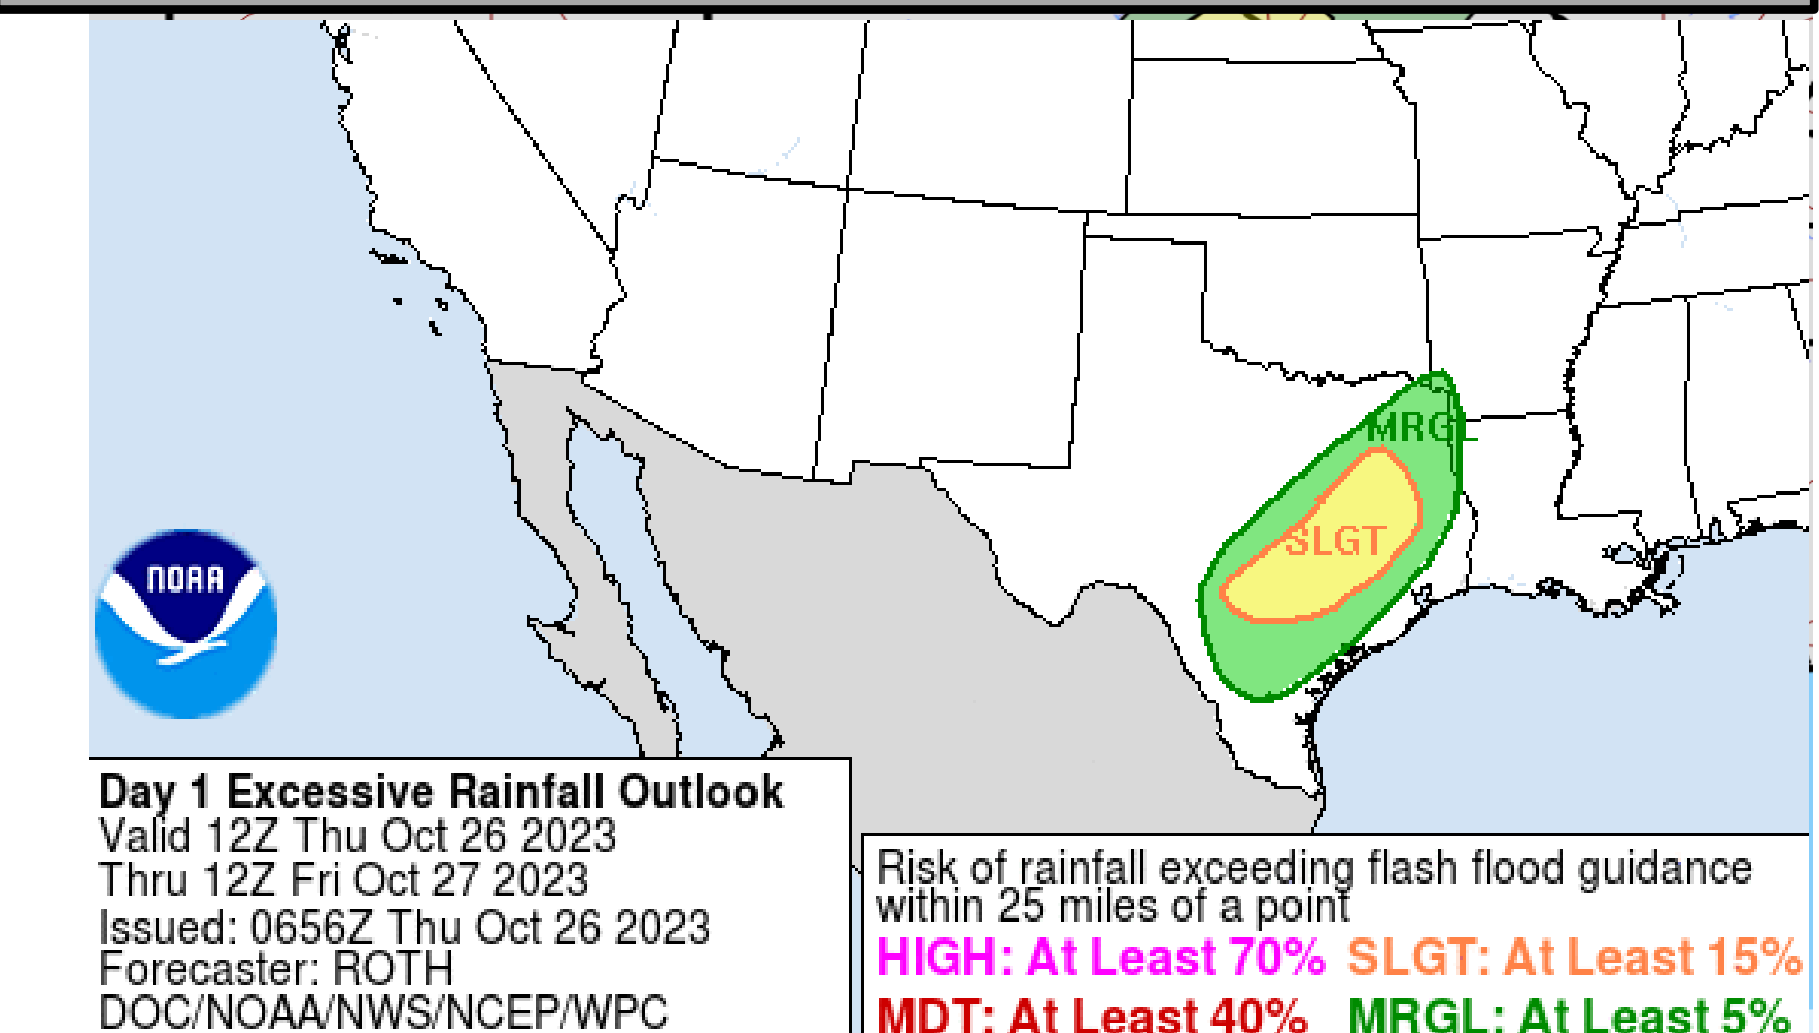 MRGL
SLGT
NOAA
Day 1 Excessive Rainfall Outlook
Valid 12Z Thu Oct 26 2023
Thru 12Z Fri Oct 27 2023
Issued: 0656Z Thu Oct 26 2023
Forecaster: ROTH
DOC/NOAA/NWS/NCEP/WPC
Risk of rainfall exceeding flash flood guidance
within 25 miles of a point
HIGH: At Least 70% SLGT: At Least 15%
MDT: At Least 40% MRGL: At Least 5%